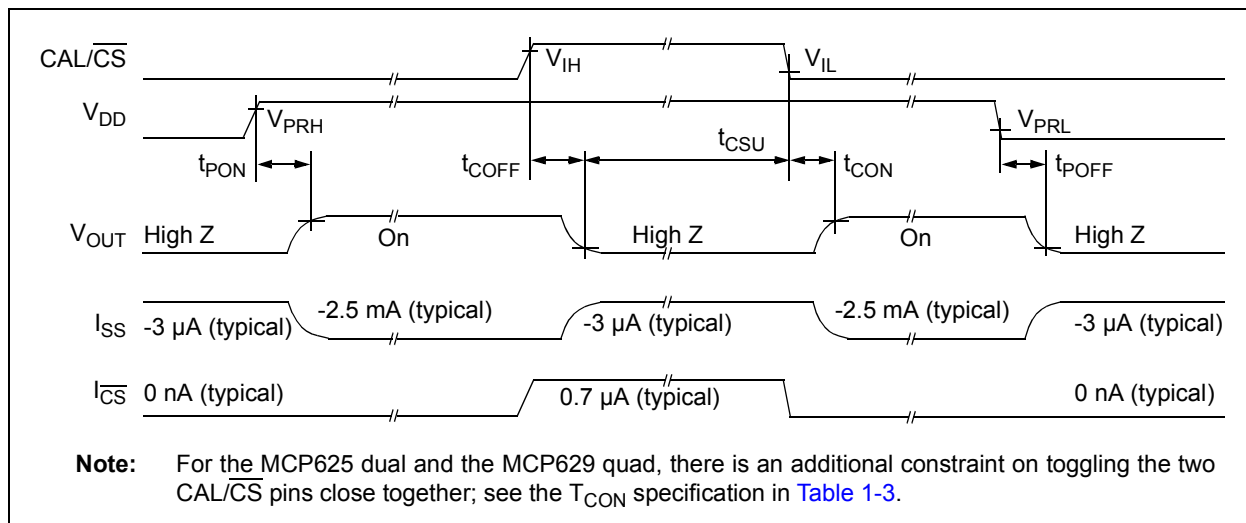 CAL/CS
V_IH
V_IL
V_DD
V_PRH
V_PRL
t_PON
t_COFF
t_CSU
t_CON
t_POFF
V_OUT
High Z
On
High Z
On
High Z
I_SS
-3 µA (typical)
-2.5 mA (typical)
-3 µA (typical)
-2.5 mA (typical)
-3 µA (typical)
I_CS
0 nA (typical)
0.7 µA (typical)
0 nA (typical)
Note: For the MCP625 dual and the MCP629 quad, there is an additional constraint on toggling the two
CAL/CS pins close together; see the T_CON specification in Table 1-3.